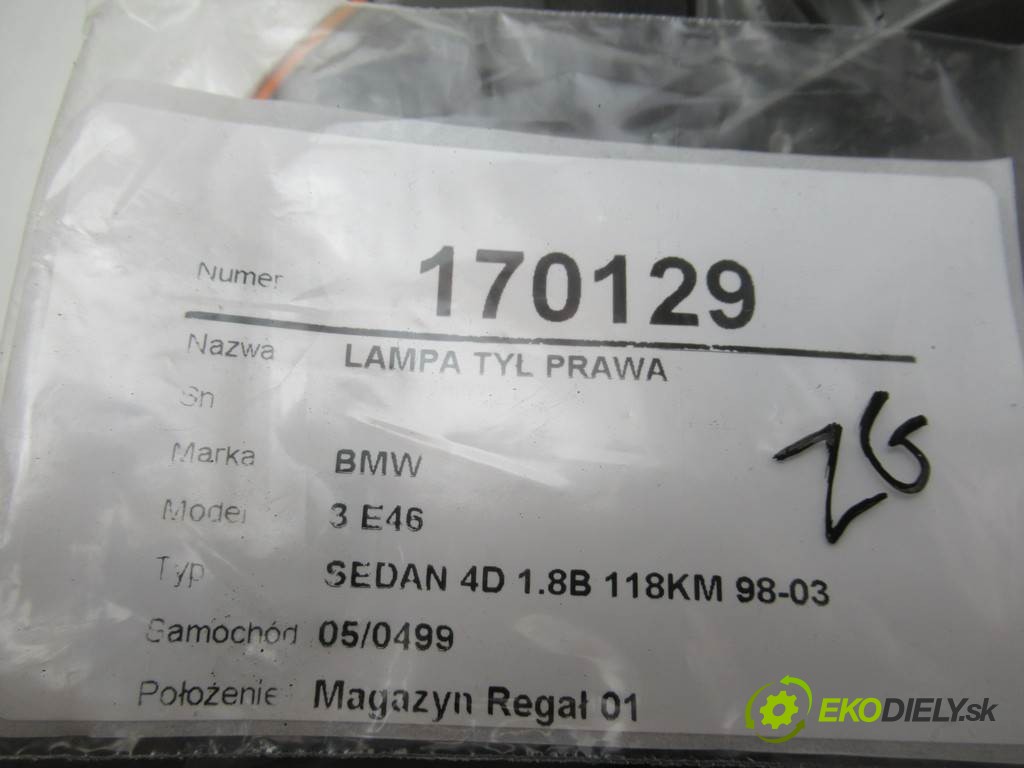 Numer 170129
Nazwa LAMPA TYŁ PRAWA
Sn
Marka BMW
Model 3 E46
Typ SEDAN 4D 1.8B 118KM 98-03
Samochód 05/0499
Położenie Magazyn Regał 01
EKODIELY.sk